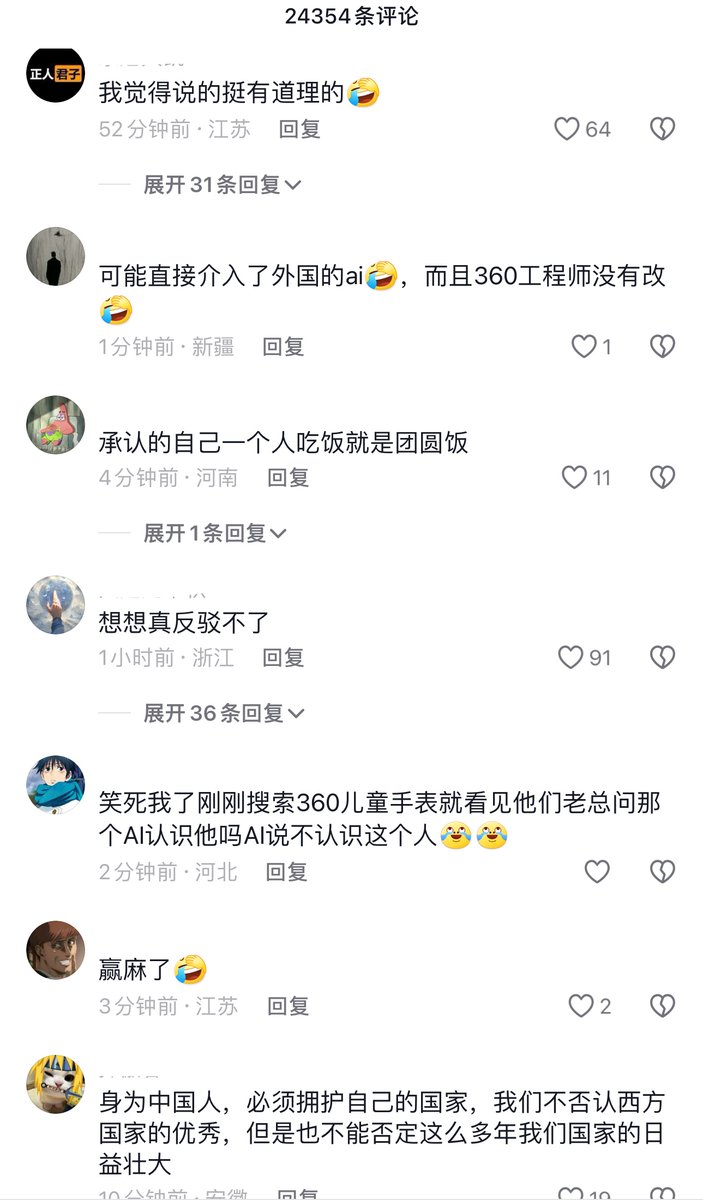 24354条评论
正人君子
我觉得说的挺有道理的🤣
52分钟前·江苏 回复 64
展开31条回复
可能直接介入了外国的ai🤣，而且360工程师没有改
🤣
1分钟前·新疆 回复 1
承认的自己一个人吃饭就是团圆饭
4分钟前·河南 回复 11
展开1条回复
想想真反驳不了
1小时前·浙江 回复 91
展开36条回复
笑死我了刚刚搜索360儿童手表就看见他们老总问那
个AI认识他吗AI说不认识这个人😂😂
2分钟前·河北 回复
赢麻了🤣
3分钟前·江苏 回复 2
身为中国人，必须拥护自己的国家，我们不否认西方
国家的优秀，但是也不能否定这么多年我们国家的日
益壮大
10分钟前·安徽 回复 19